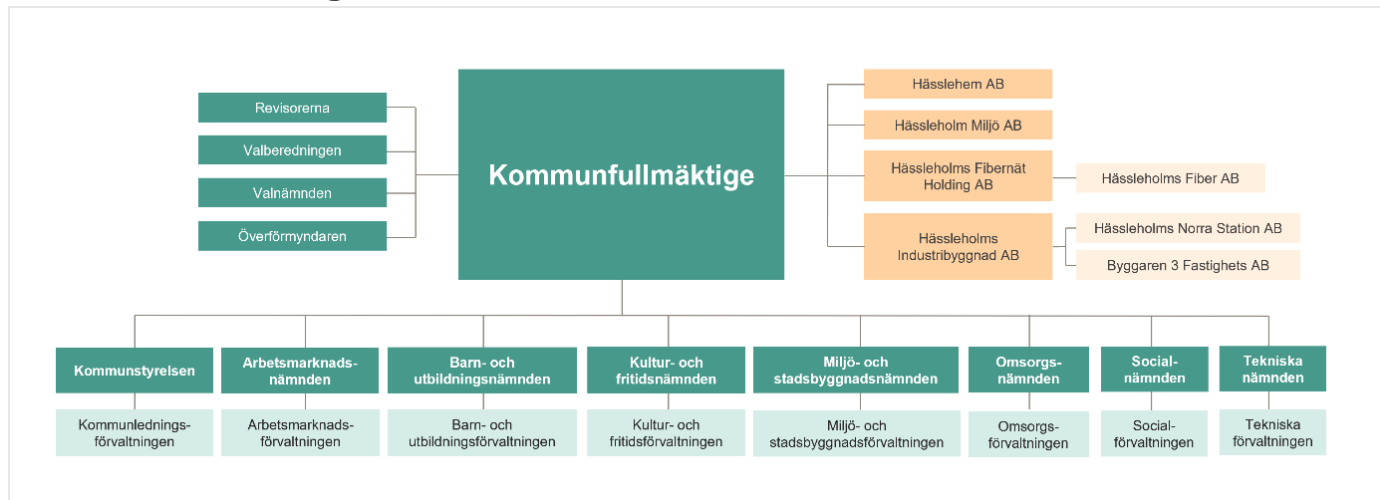 Revisorerna
Valberedningen
Valnämnden
Överförmyndaren
Kommunfullmäktige
Hässlehem AB
Hässleholm Miljö AB
Hässleholms Fibernät
Holding AB
Hässleholms Fiber AB
Hässleholms
Industribyggnad AB
Hässleholms Norra Station AB
Byggaren 3 Fastighets AB
Kommunstyrelsen
Kommunlednings-
förvaltningen
Arbetsmarknads-
nämnden
Arbetsmarknads-
förvaltningen
Barn- och
utbildningsnämnden
Barn- och
utbildningsförvaltningen
Kultur- och
fritidsnämnden
Kultur- och
fritidsförvaltningen
Miljö- och
stadsbyggnadsnämnden
Miljö- och
stadsbyggnadsförvaltningen
Omsorgs-
nämnden
Omsorgs-
förvaltningen
Social-
nämnden
Social-
förvaltningen
Tekniska
nämnden
Tekniska
förvaltningen